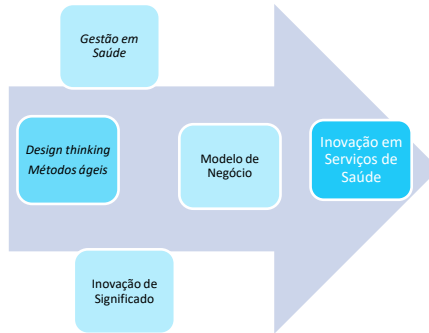 Gestão em
Saúde
Design thinking
Métodos ágeis
Modelo de
Negócio
Inovação em
Serviços de
Saúde
Inovação de
Significado